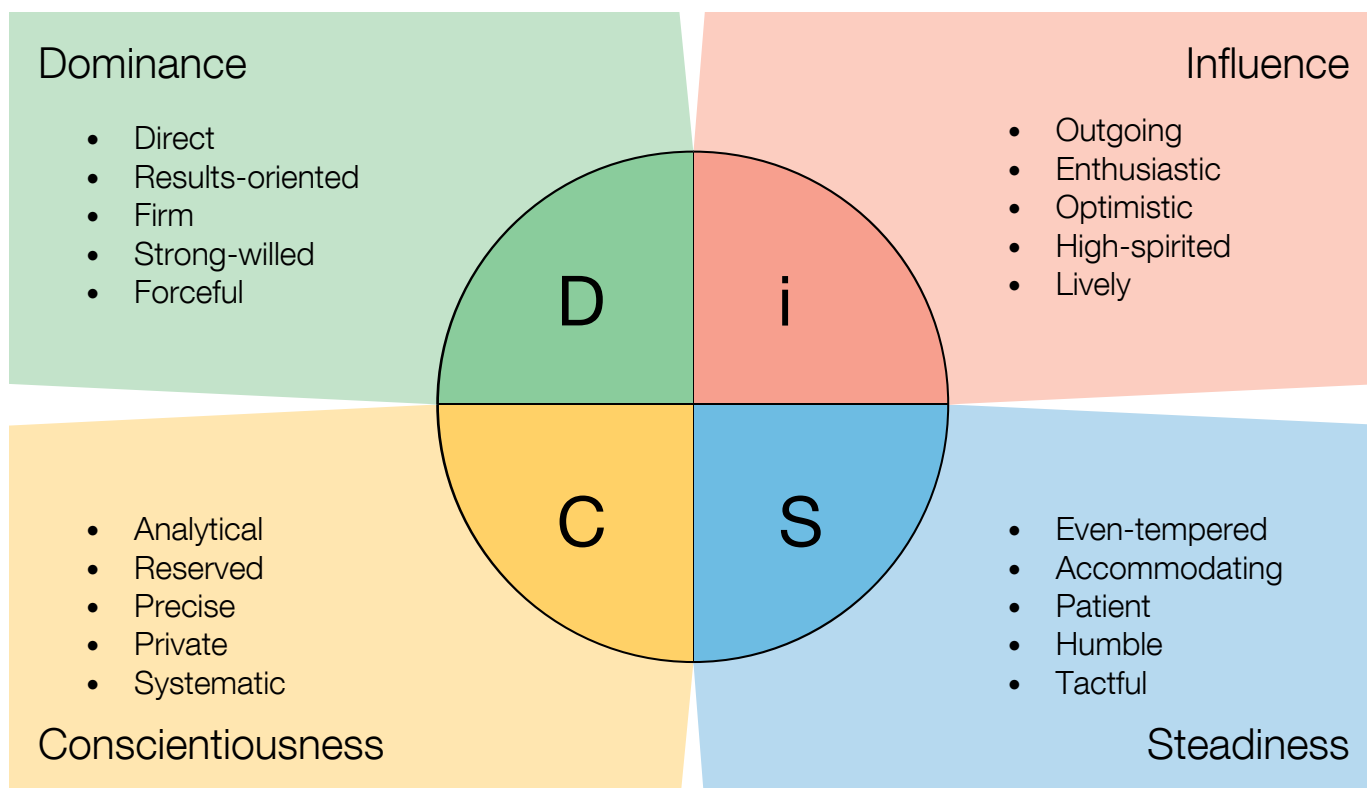 Dominance
• Direct
• Results-oriented
• Firm
• Strong-willed
• Forceful
Influence
• Outgoing
• Enthusiastic
• Optimistic
• High-spirited
• Lively
D
i
C
S
• Analytical
• Reserved
• Precise
• Private
• Systematic
Conscientiousness
• Even-tempered
• Accommodating
• Patient
• Humble
• Tactful
Steadiness